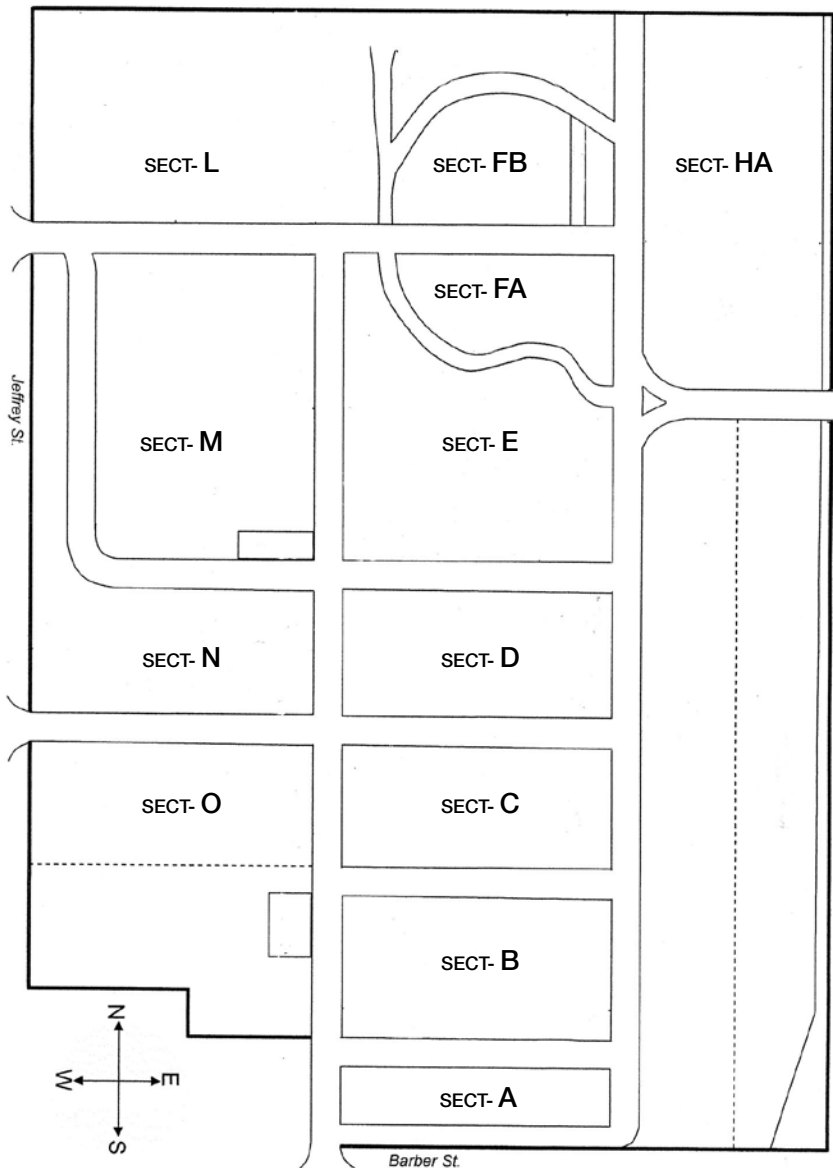 SECT- L
SECT- FB
SECT- HA
SECT- FA
Jeffrey St.
SECT- M
SECT- E
SECT- N
SECT- D
SECT- O
SECT- C
SECT- B
N
W
E
S
SECT- A
Barber St.